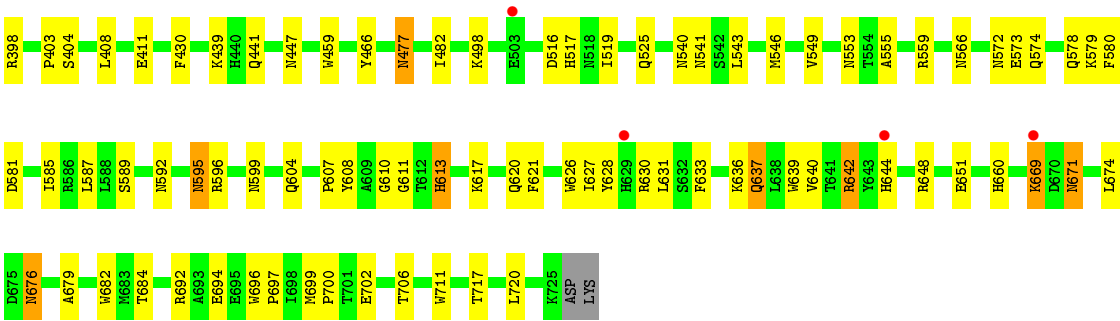 R398 P403 S404 L408 E411 F430 K439 H440 Q441 N447 W459 Y466 N477 I482 K498 E503 D516 H517 N518 I519 Q525 N540 N541 S542 L543 M546 V549 N553 T554 A555 R559 N566 N572 E573 Q574 Q578 K579 F580
D581 I585 R586 L587 L588 S589 N592 N595 R596 N599 Q604 P607 Y608 A609 G610 G611 T612 H613 K617 Q620 F621 W626 I627 Y628 H629 R630 L631 S632 F633 K636 Q637 L638 W639 V640 T641 R642 Y643 H644 R648 E651 H660 K669 D670 N671 L674
D675 N676 A679 W682 M683 T684 R692 A693 E694 E695 W696 P697 I698 M699 P700 T701 E702 T706 W711 T717 L720 K725 ASP LYS